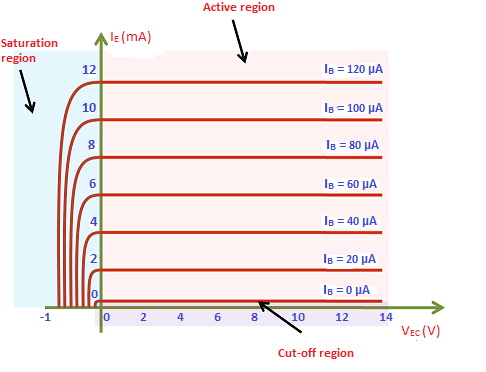 Active region
Saturation
region
IE (mA)
12
IB = 120 µA
10
IB = 100 µA
8
IB = 80 µA
6
IB = 60 µA
4
IB = 40 µA
2
IB = 20 µA
0
IB = 0 µA
-1 0 2 4 6 8 10 12 14
VEC (V)
Cut-off region